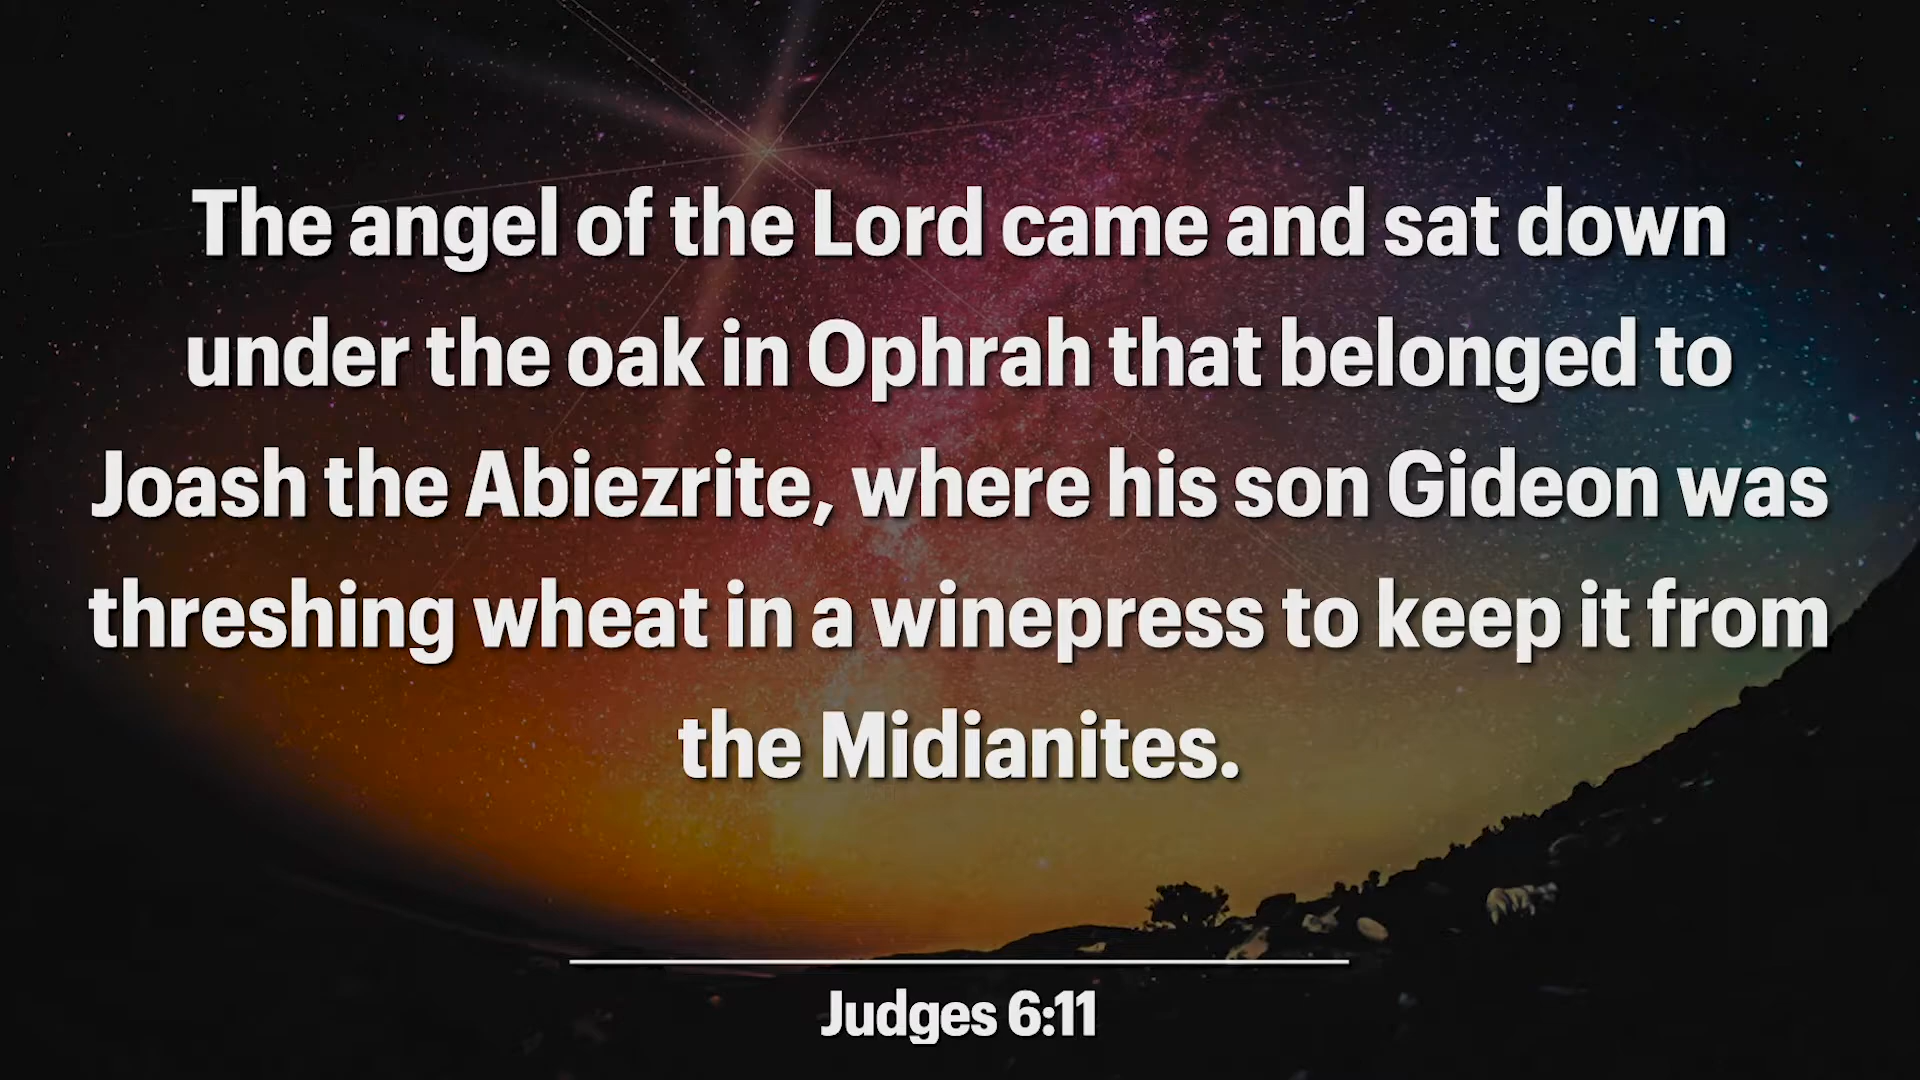 The angel of the Lord came and sat down
under the oak in Ophrah that belonged to
Joash the Abiezrite, where his son Gideon was
threshing wheat in a winepress to keep it from
the Midianites.
Judges 6:11